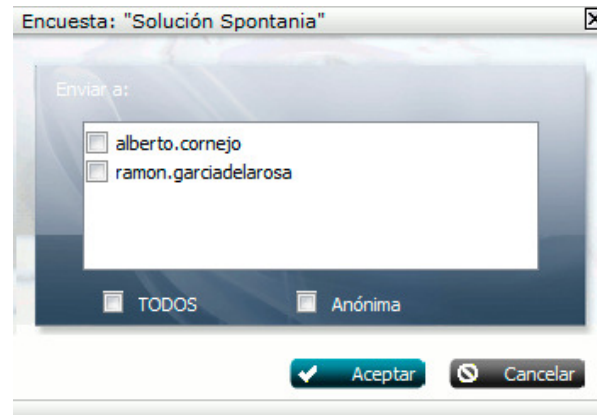 Encuesta: "Solución Spontania"
Enviar a:
alberto.cornejo
ramon.garciadelarosa
TODOS Anónima
Aceptar Cancelar